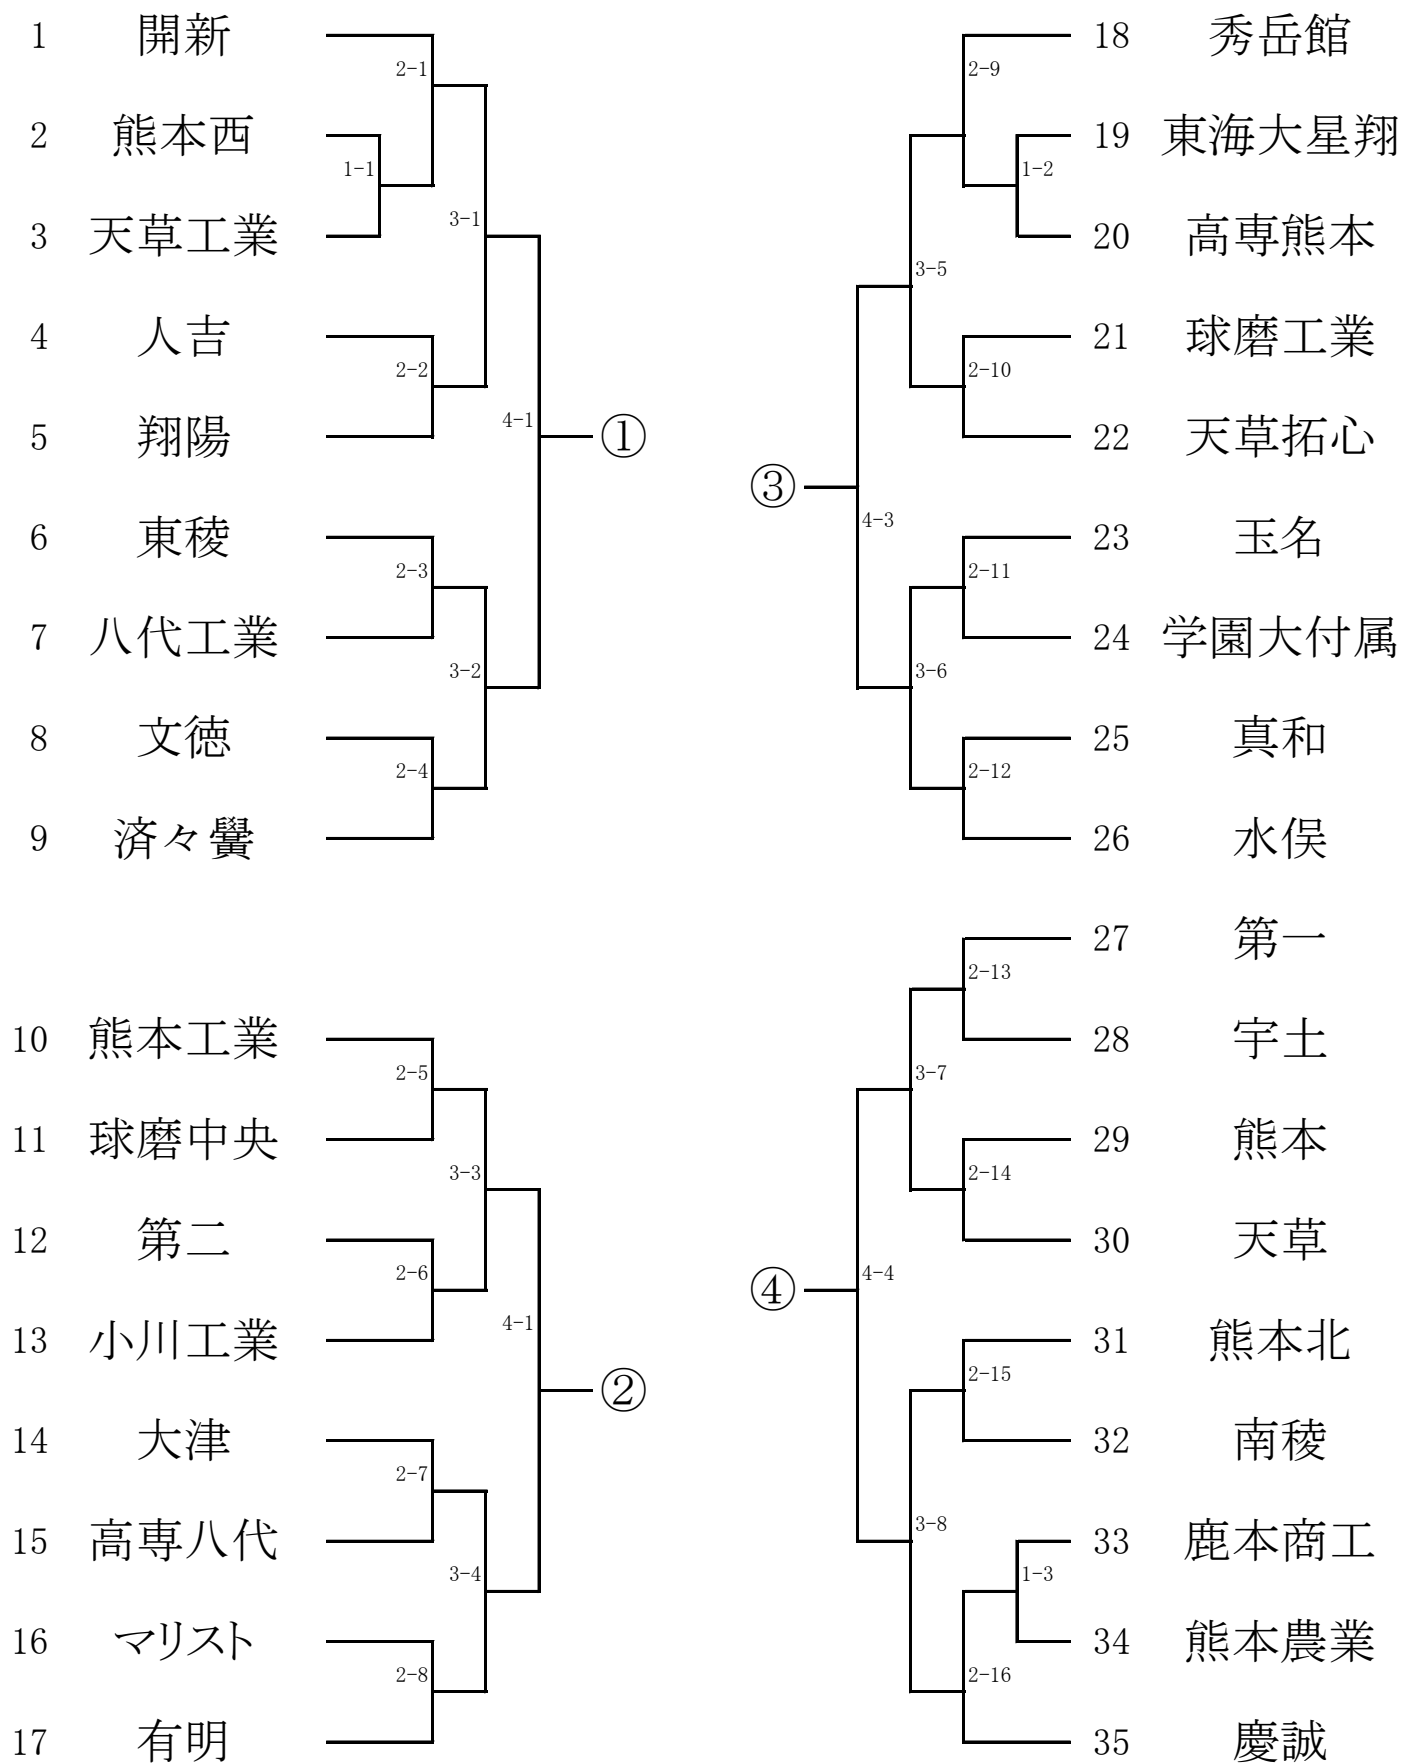 1 開新
2 熊本西
3 天草工業
4 人吉
5 翔陽
6 東稜
7 八代工業
8 文徳
9 済々黌
2-1
1-1
3-1
2-2
4-1
①
2-3
3-2
2-4
10 熊本工業
11 球磨中央
12 第二
13 小川工業
14 大津
15 高専八代
16 マリスト
17 有明
2-5
3-3
2-6
4-1
②
2-7
3-4
2-8
18 秀岳館
19 東海大星翔
20 高専熊本
21 球磨工業
22 天草拓心
23 玉名
24 学園大付属
25 真和
26 水俣
2-9
1-2
3-5
2-10
③
4-3
2-11
3-6
2-12
27 第一
28 宇土
29 熊本
30 天草
31 熊本北
32 南稜
33 鹿本商工
34 熊本農業
35 慶誠
2-13
3-7
2-14
④
4-4
2-15
3-8
1-3
2-16